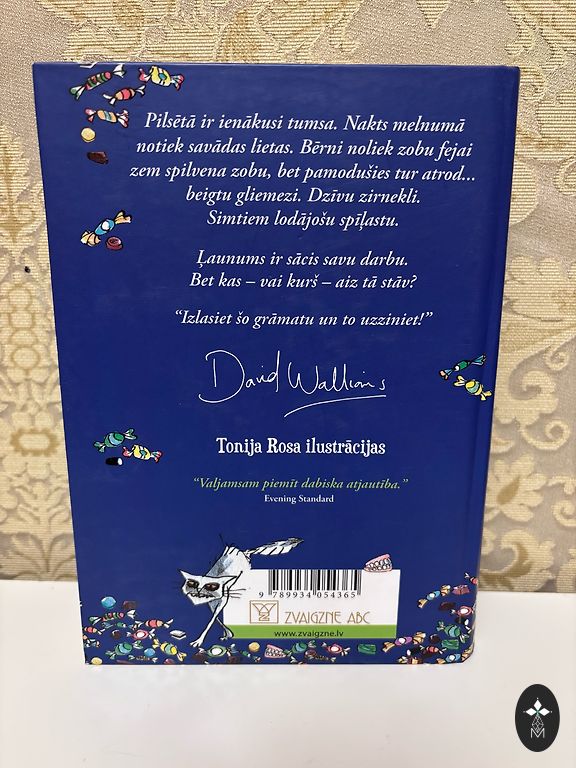 Pilsētā ir ienākusi tumsa. Nakts melnumā
notiek savādas lietas. Bērni noliek zobu fejai
zem spilvena zobu, bet pamodušies tur atrod...
beigtu gliemezi. Dzīvu zirnekli.
Simtiem lodājošu spīļastu.
Ļaunums ir sācis savu darbu.
Bet kas – vai kurš – aiz tā stāv?
“Izlasiet šo grāmatu un to uzziniet!”
David Walliams
Tonija Rosa ilustrācijas
“Valjamsam piemīt dabiska atjautība.”
Evening Standard
9 789934 054365
ZVAIGZNE ABC
www.zvaigzne.lv
M